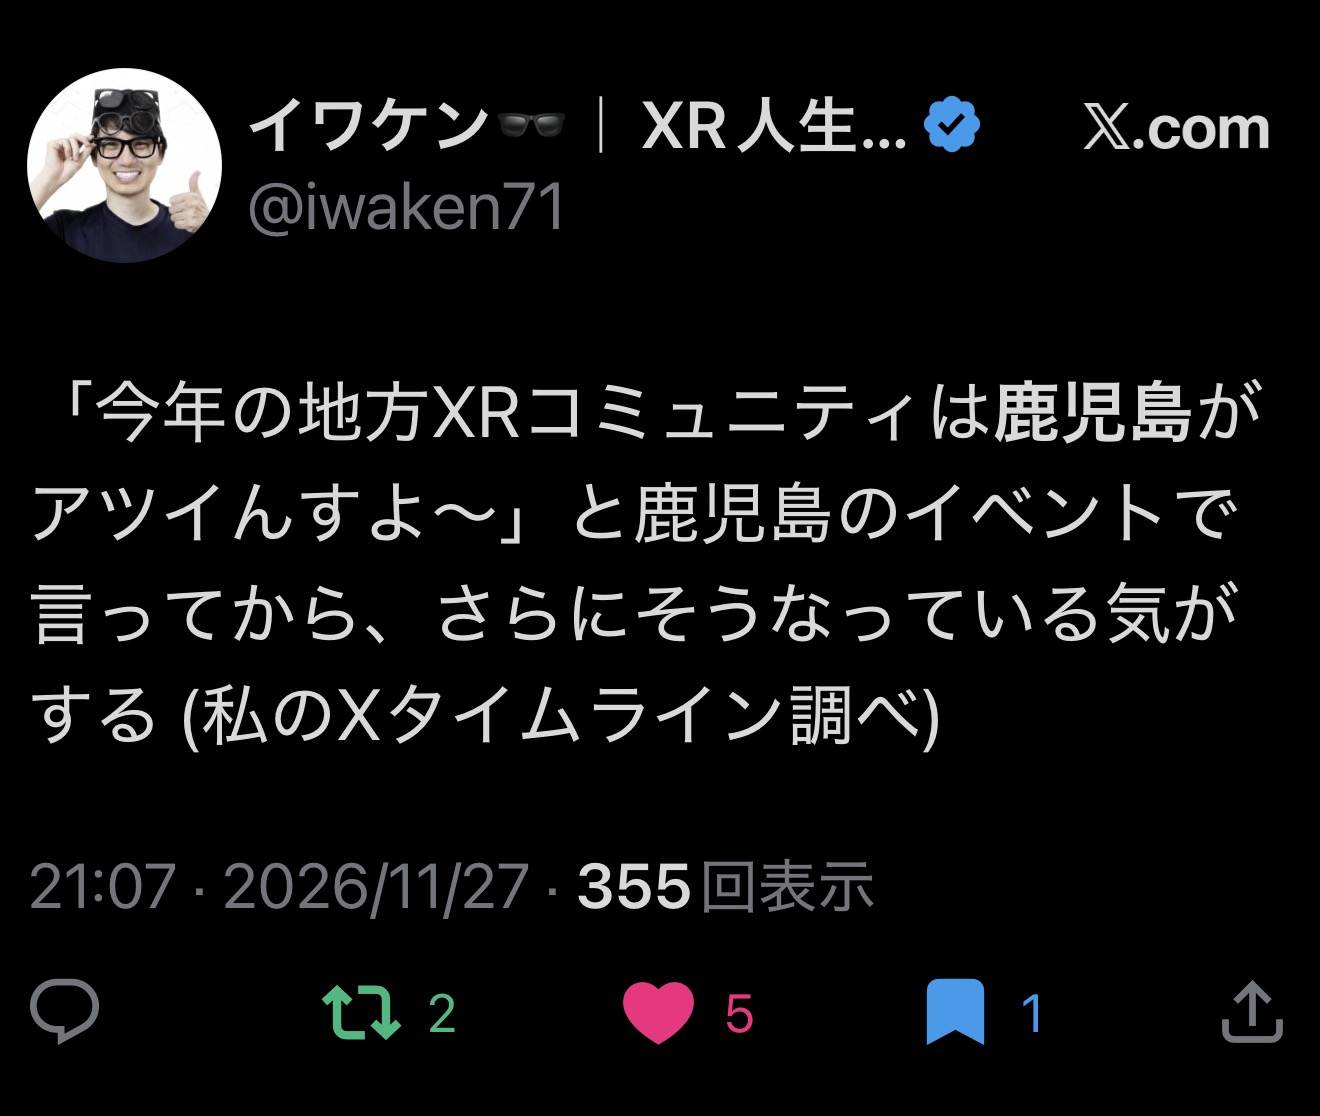 イワケン🕶️｜XR人生...
𝕏.com
@iwaken71
「今年の地方XRコミュニティは鹿児島が
アツイんすよ〜」と鹿児島のイベントで
言ってから、さらにそうなっている気が
する (私のXタイムライン調べ)
21:07 · 2026/11/27 · 355回表示
2 5 1